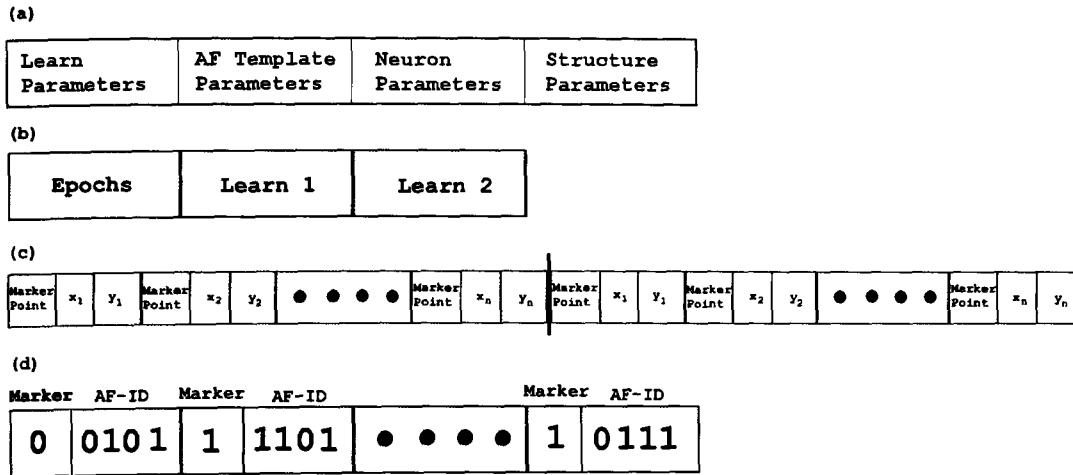 (a)
Learn Parameters AF Template Parameters Neuron Parameters Structure Parameters
(b)
Epochs Learn 1 Learn 2
(c)
Marker Point x₁ y₁ Marker Point x₂ y₂ ● ● ● ● Marker Point xₙ yₙ Marker Point x₁ y₁ Marker Point x₂ y₂ ● ● ● ● Marker Point xₙ yₙ
(d)
Marker AF-ID Marker AF-ID Marker AF-ID
0 0101 1 1101 ● ● ● ● 1 0111